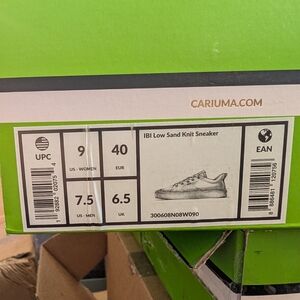 CARIUMA.COM
IBI Low Sand Knit Sneaker
UPC
9
US - WOMEN
40
EUR
EAN
7.5
US - MEN
6.5
UK
300608N08W090